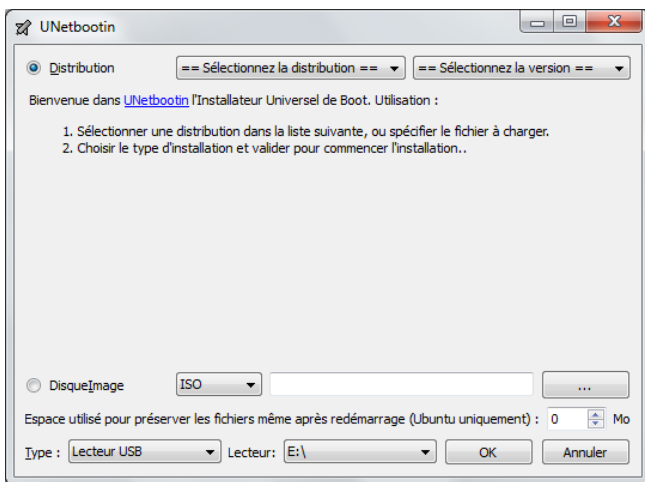 UNetbootin
Distribution == Sélectionnez la distribution == == Sélectionnez la version ==
Bienvenue dans UNetbootin l'Installateur Universel de Boot. Utilisation :
1. Sélectionner une distribution dans la liste suivante, ou spécifier le fichier à charger.
2. Choisir le type d'installation et valider pour commencer l'installation..
DisqueImage ISO ...
Espace utilisé pour préserver les fichiers même après redémarrage (Ubuntu uniquement) : 0 Mo
Type : Lecteur USB Lecteur: E:\ OK Annuler